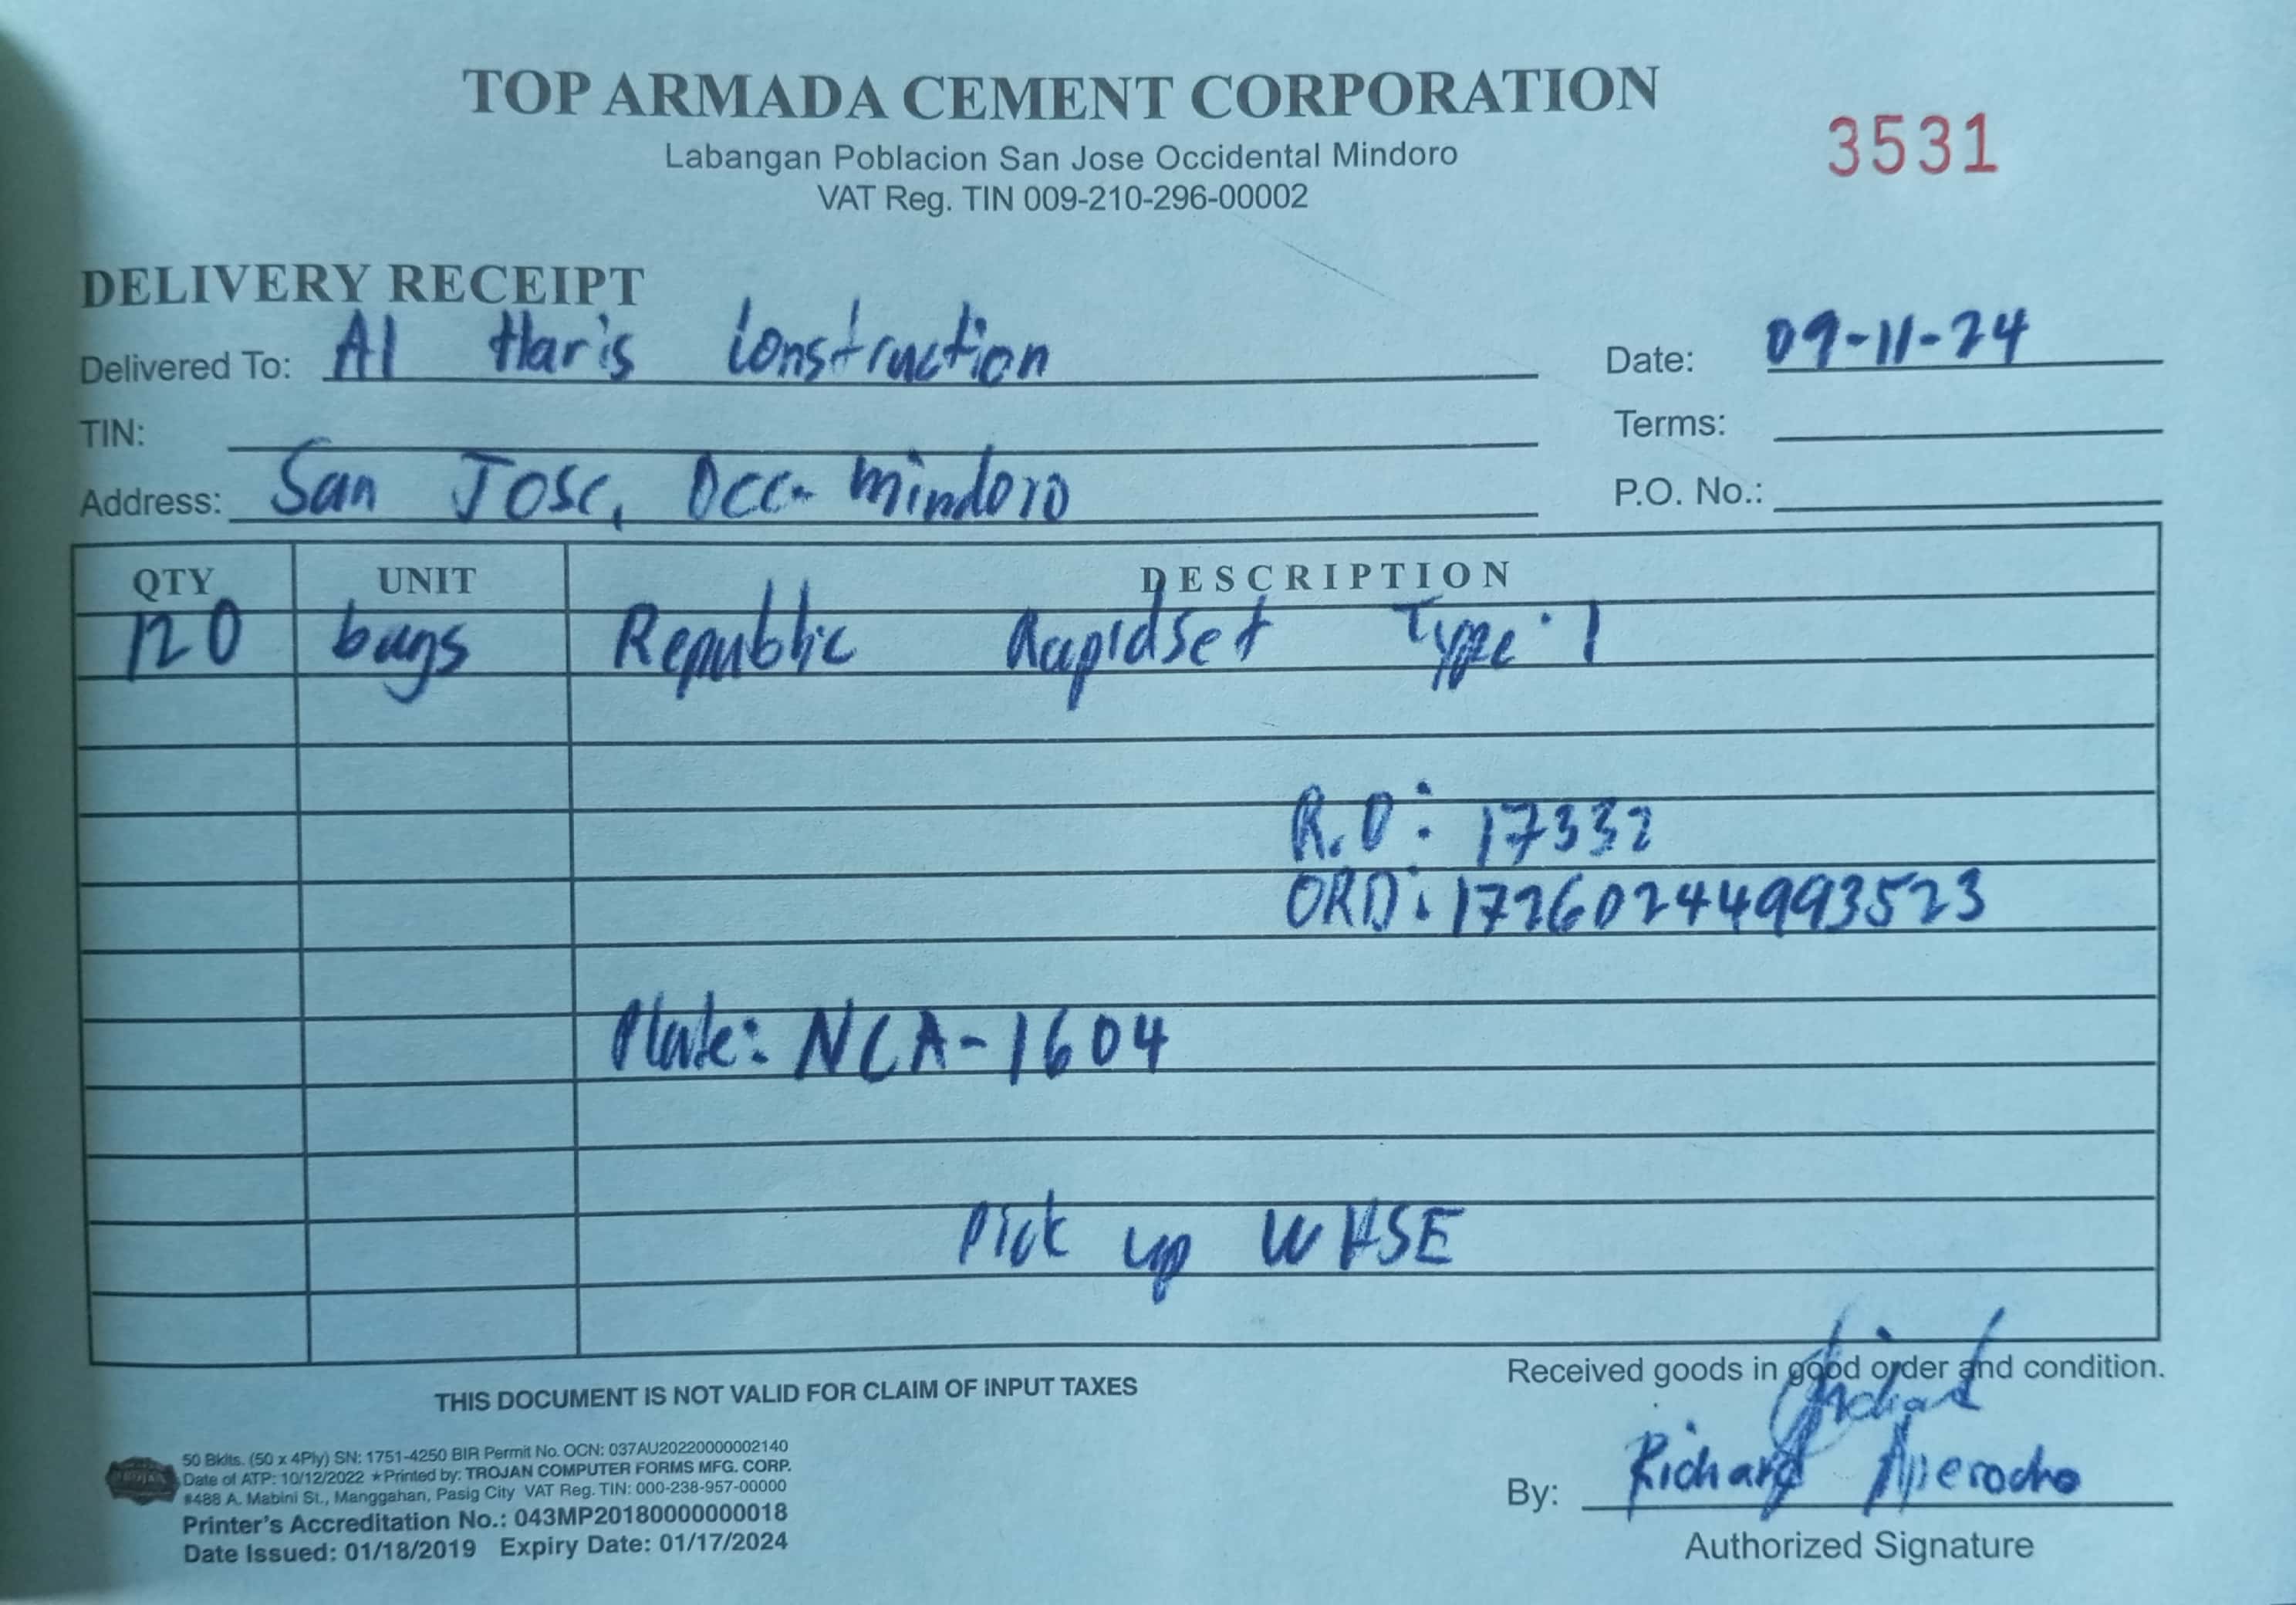 TOP ARMADA CEMENT CORPORATION
Labangan Poblacion San Jose Occidental Mindoro
VAT Reg. TIN 009-210-296-00002
3531
DELIVERY RECEIPT
Delivered To: Al Haris Construction
Date: 09-11-24
TIN:
Terms:
Address: San Jose, Occ. Mindoro
P.O. No.:
QTY UNIT DESCRIPTION
120 bags Republic Rapidset Type 1
R.O: 17332
ORD: 17260244993523
Plate: NCA-1604
Pick up WHSE
Received goods in good order and condition.
THIS DOCUMENT IS NOT VALID FOR CLAIM OF INPUT TAXES
Richard
50 Bklts. (50 x 4Ply) SN: 1751-4250 BIR Permit No. OCN: 037AU20220000002140
Date of ATP: 10/12/2022 ★Printed by: TROJAN COMPUTER FORMS MFG. CORP.
#488 A. Mabini St., Manggahan, Pasig City VAT Reg. TIN: 000-238-957-00000
Printer's Accreditation No.: 043MP20180000000018
Date Issued: 01/18/2019 Expiry Date: 01/17/2024
TROJAN
By: Richard Aperocho
Authorized Signature